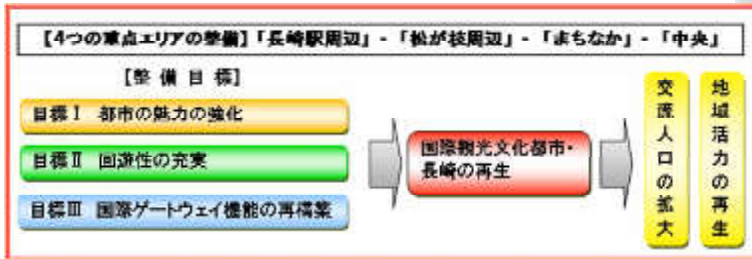 【4つの重点エリアの整備】「長崎駅周辺」-「松が枝周辺」-「まちなか」-「中央」
【整備目標】
目標Ⅰ 都市の魅力の強化
目標Ⅱ 回遊性の充実
目標Ⅲ 国際ゲートウェイ機能の再構築
国際観光文化都市・
長崎の再生
交流人口の拡大
地域活力の再生